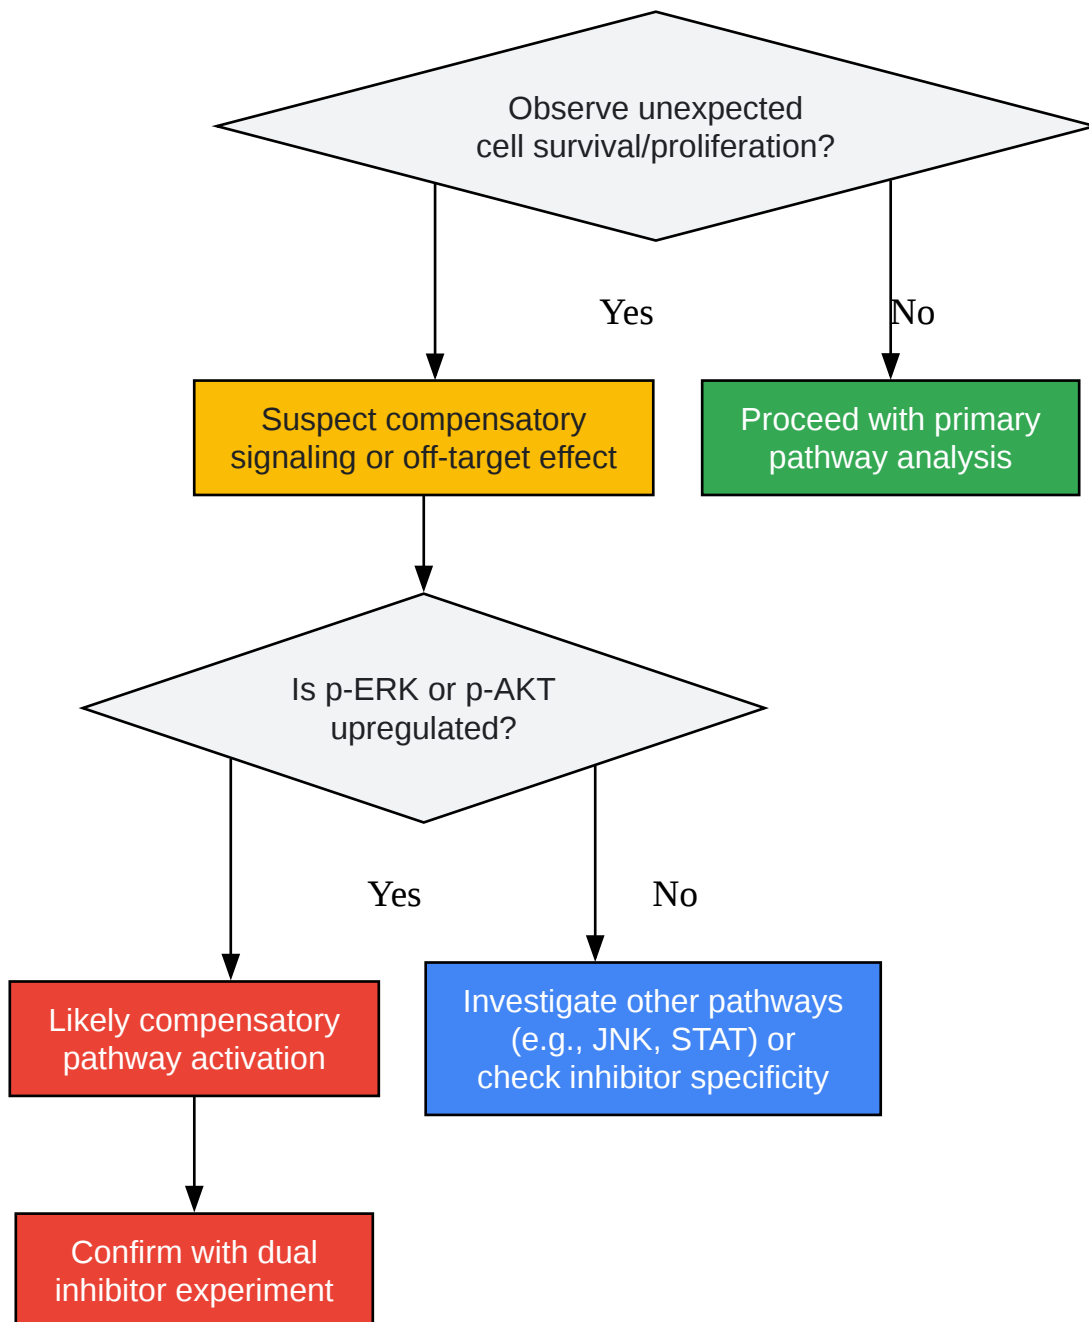 Observe unexpected
cell survival/proliferation?
Yes
No
Suspect compensatory
signaling or off-target effect
Proceed with primary
pathway analysis
Is p-ERK or p-AKT
upregulated?
Yes
No
Likely compensatory
pathway activation
Investigate other pathways
(e.g., JNK, STAT) or
check inhibitor specificity
Confirm with dual
inhibitor experiment